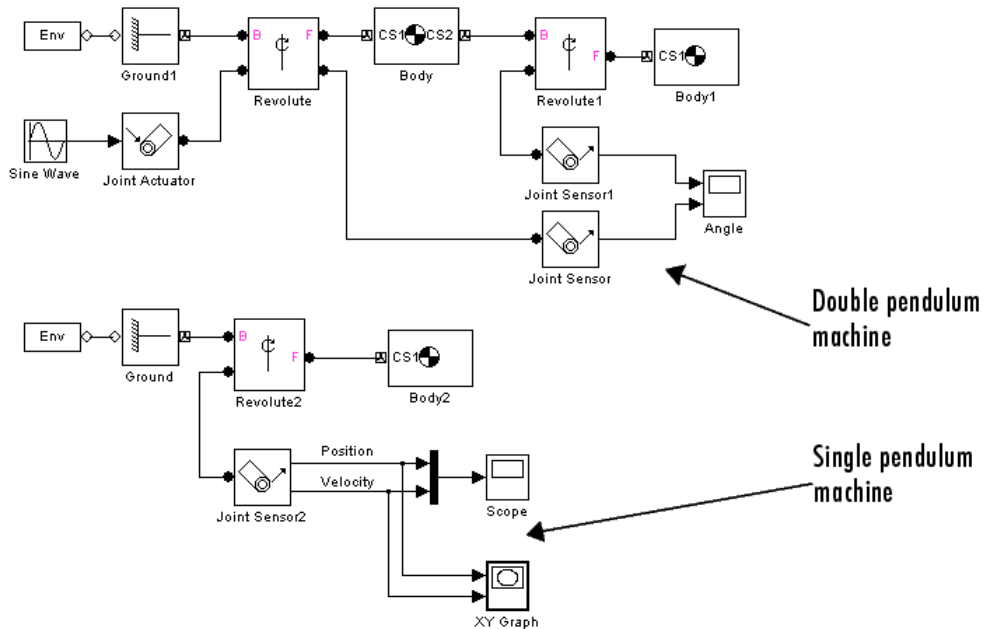 Env
Ground1
B
F
Revolute
CS1
CS2
Body
B
F
Revolute1
CS1
Body1
Sine Wave
Joint Actuator
Joint Sensor1
Angle
Joint Sensor
Double pendulum
machine
Env
Ground
B
F
Revolute2
CS1
Body2
Position
Velocity
Joint Sensor2
Scope
Single pendulum
machine
XY Graph